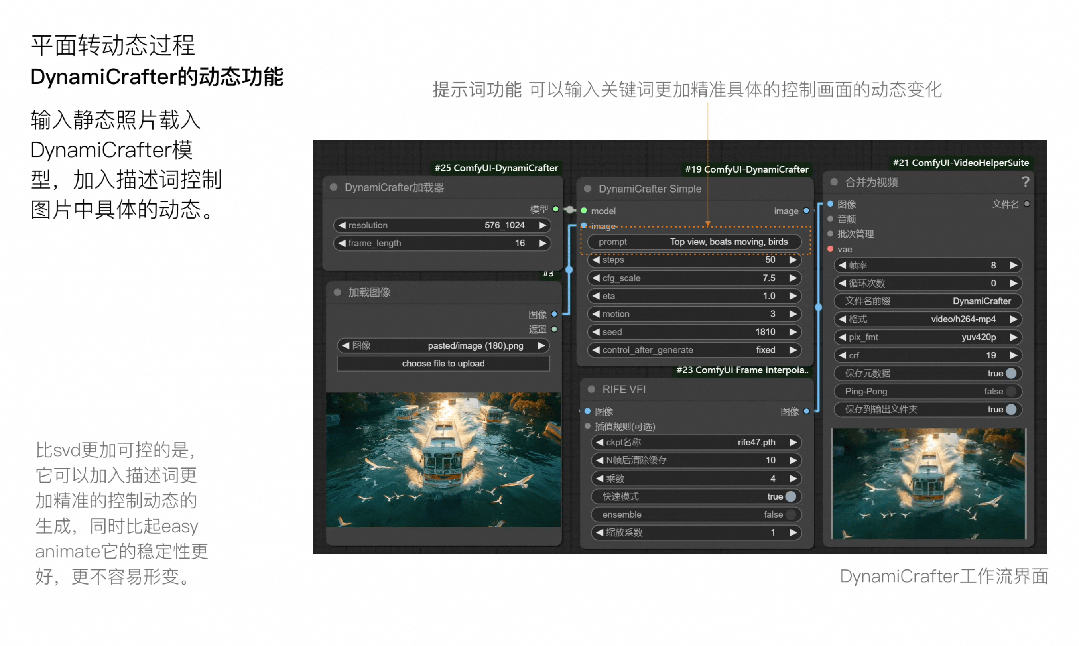 平面转动态过程
DynamiCrafter的动态功能
输入静态照片载入
DynamiCrafter模
型，加入描述词控制
图片中具体的动态。
比svd更加可控的是，
它可以加入描述词更
加精准的控制动态的
生成，同时比起easy
animate它的稳定性更
好，更不容易形变。
提示词功能 可以输入关键词更加精准具体的控制画面的动态变化
#25 ComfyUI-DynamiCrafter
DynamiCrafter加载器
模型
resolution 576_1024
frame_length 16
#3
加载图像
图像
遮罩
图像 pasted/image (180).png
choose file to upload
#19 ComfyUI-DynamiCrafter
DynamiCrafter Simple
model image
image
prompt Top view, boats moving, birds
steps 50
cfg_scale 7.5
eta 1.0
motion 3
seed 1810
control_after_generate fixed
#23 ComfyUI Frame Interpola..
RIFE VFI
图像 图像
插值规则(可选)
ckpt名称 rife47.pth
N帧后清除缓存 10
乘数 4
快速模式 true
ensemble false
缩放系数 1
#21 ComfyUI-VideoHelperSuite
合并为视频 ?
图像 文件名
音频
批次管理
vae
帧率 8
循环次数 0
文件名前缀 DynamiCrafter
格式 video/h264-mp4
pix_fmt yuv420p
crf 19
保存元数据 true
Ping-Pong false
保存到输出文件夹 true
DynamiCrafter工作流界面